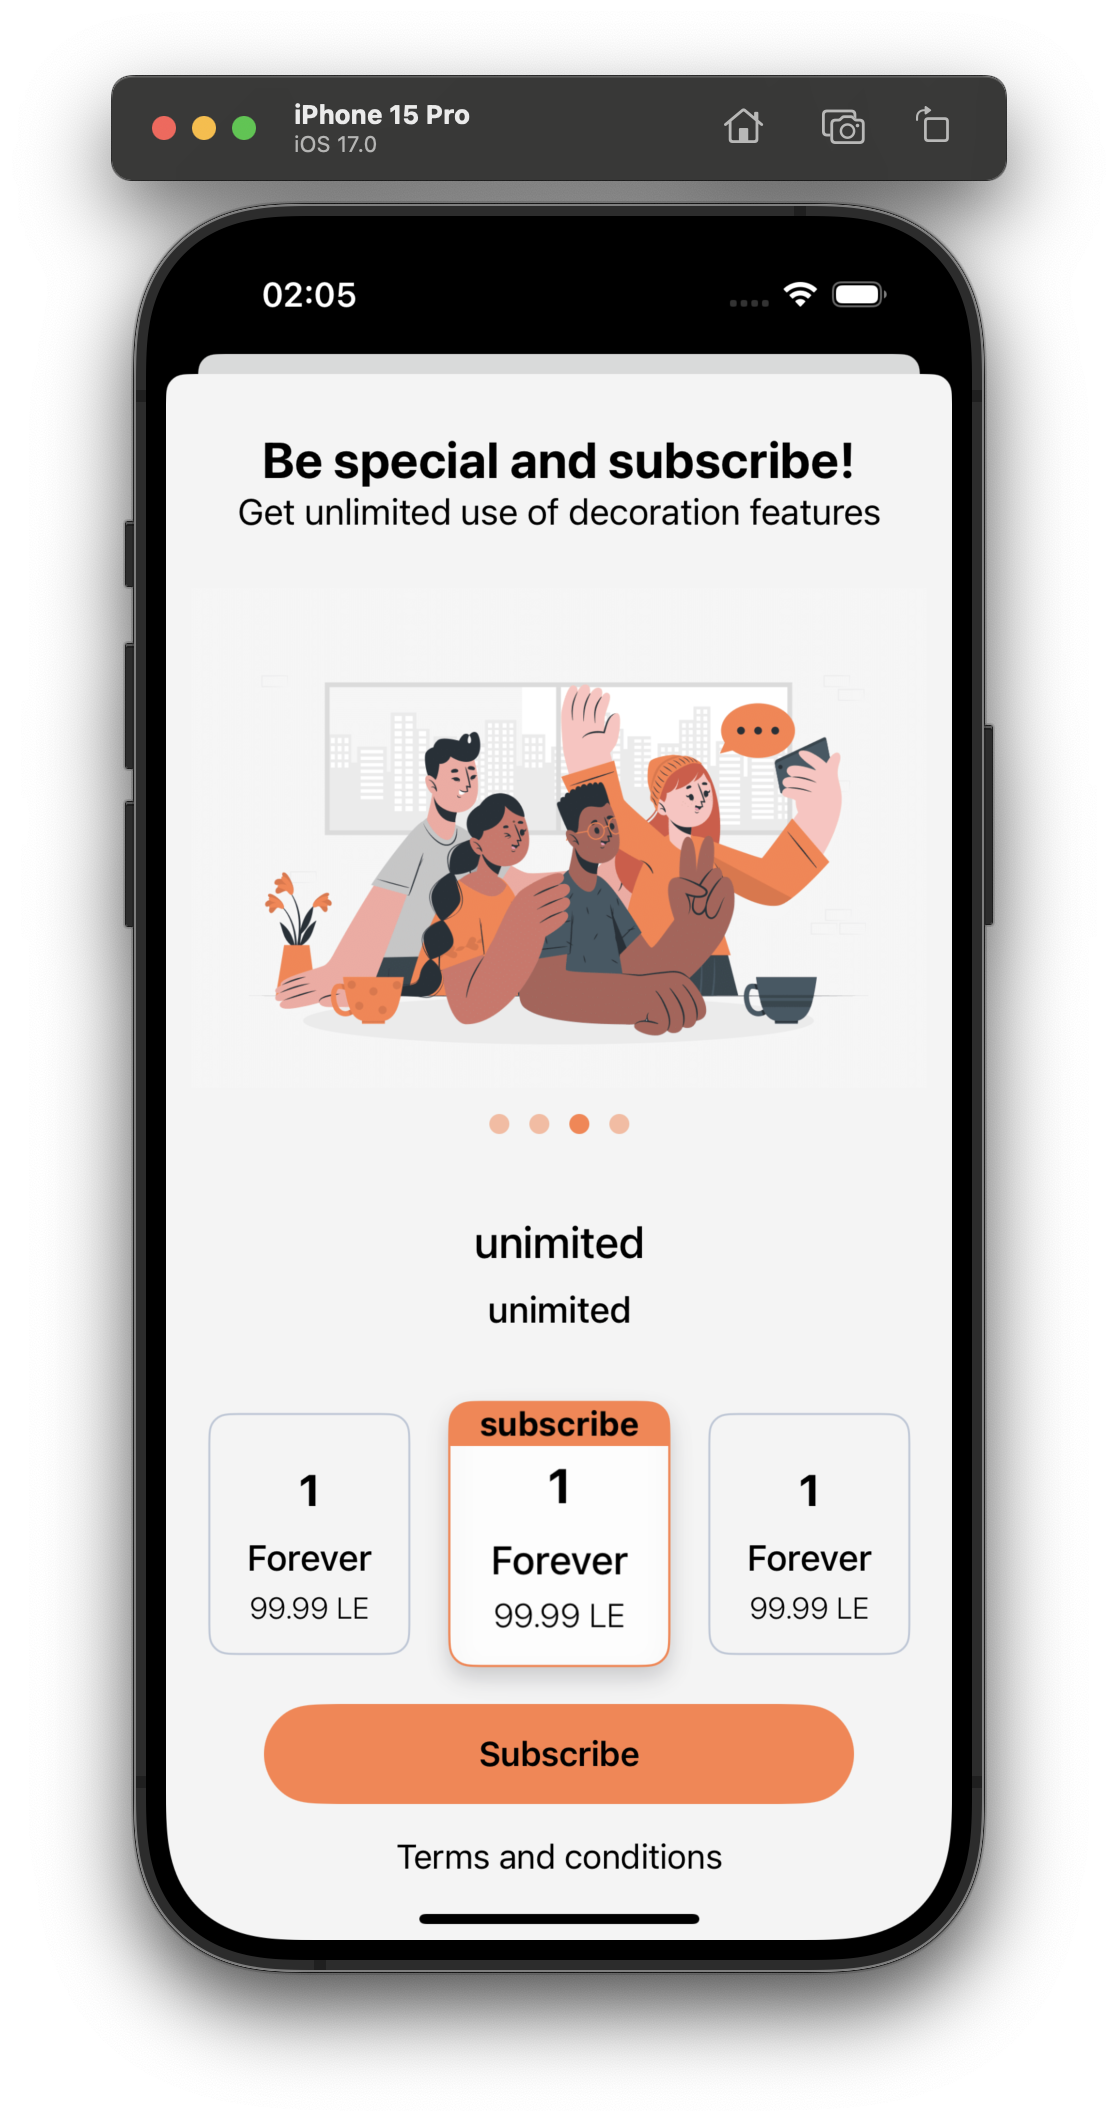 iPhone 15 Pro
iOS 17.0
02:05
Be special and subscribe!
Get unlimited use of decoration features
unimited
unimited
subscribe
1
Forever
99.99 LE
1
Forever
99.99 LE
1
Forever
99.99 LE
Subscribe
Terms and conditions